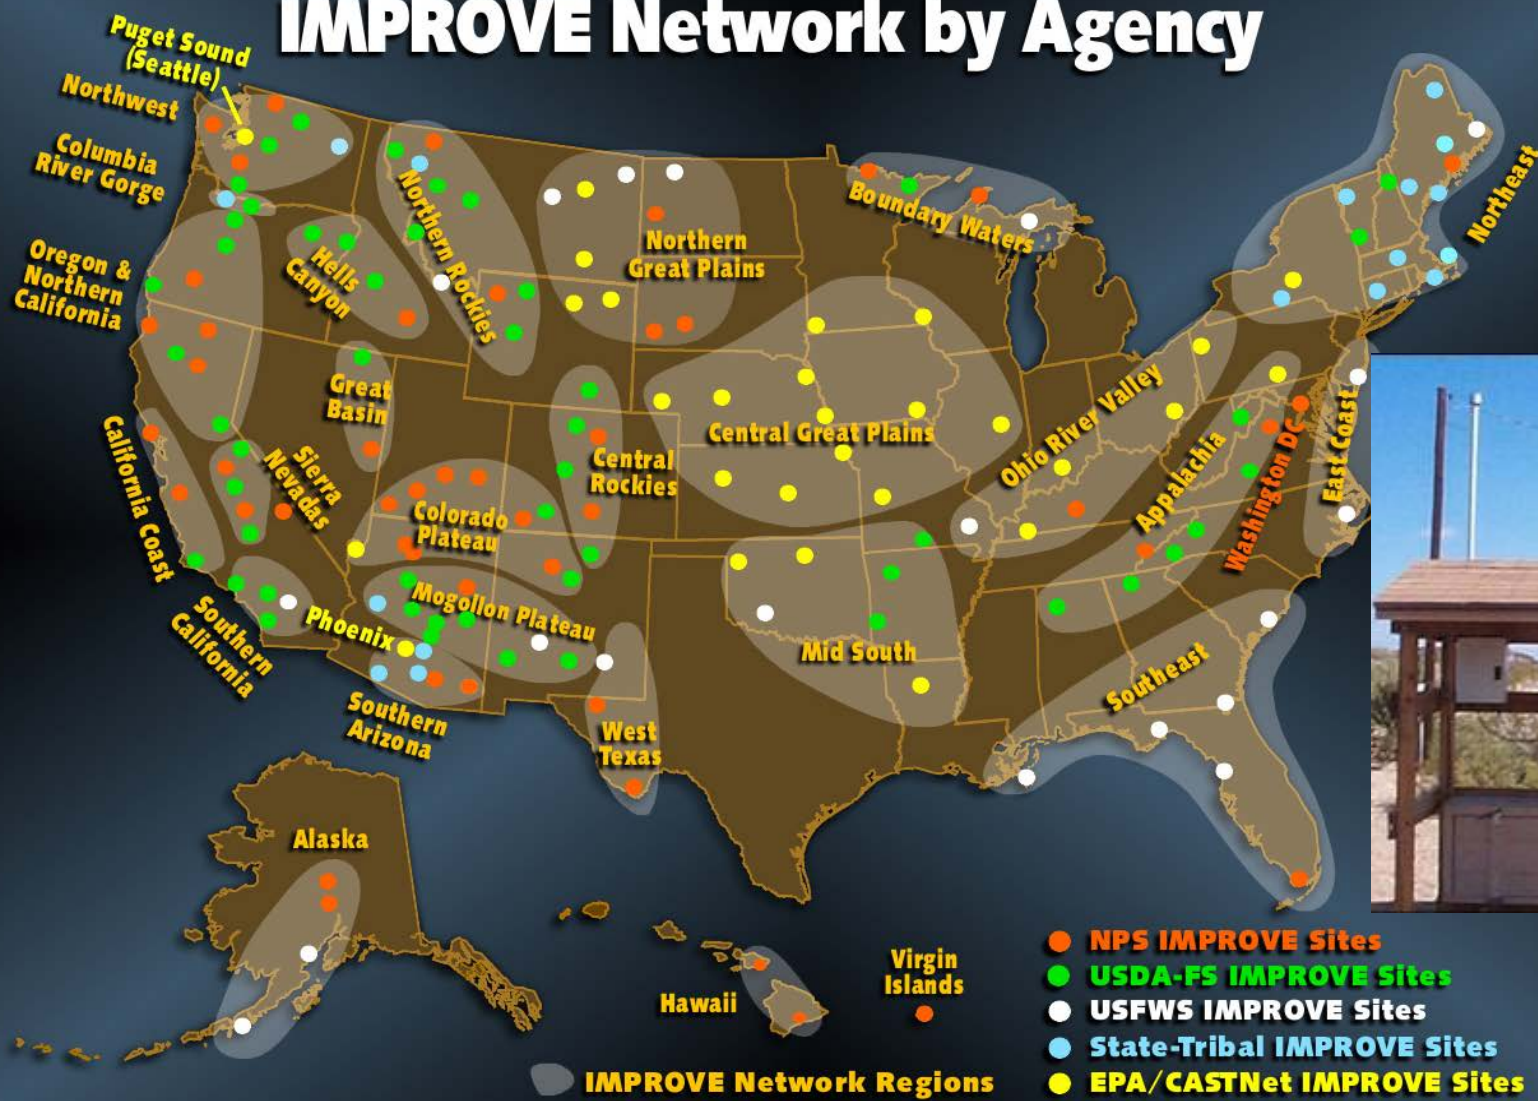 IMPROVE Network by Agency
Puget Sound
(Seattle)
Northwest
Columbia
River Gorge
Oregon &
Northern
California
Hells
Canyon
Northern Rockies
Northern
Great Plains
Boundary Waters
Northeast
Great
Basin
California Coast
Sierra
Nevadas
Central
Rockies
Colorado
Plateau
Central Great Plains
Ohio River Valley
Appalachia
Washington DC
East Coast
Southern
California
Phoenix
Mogollon Plateau
Mid South
Southeast
Southern
Arizona
West
Texas
Alaska
Hawaii
Virgin
Islands
NPS IMPROVE Sites
USDA-FS IMPROVE Sites
USFWS IMPROVE Sites
State-Tribal IMPROVE Sites
EPA/CASTNet IMPROVE Sites
IMPROVE Network Regions